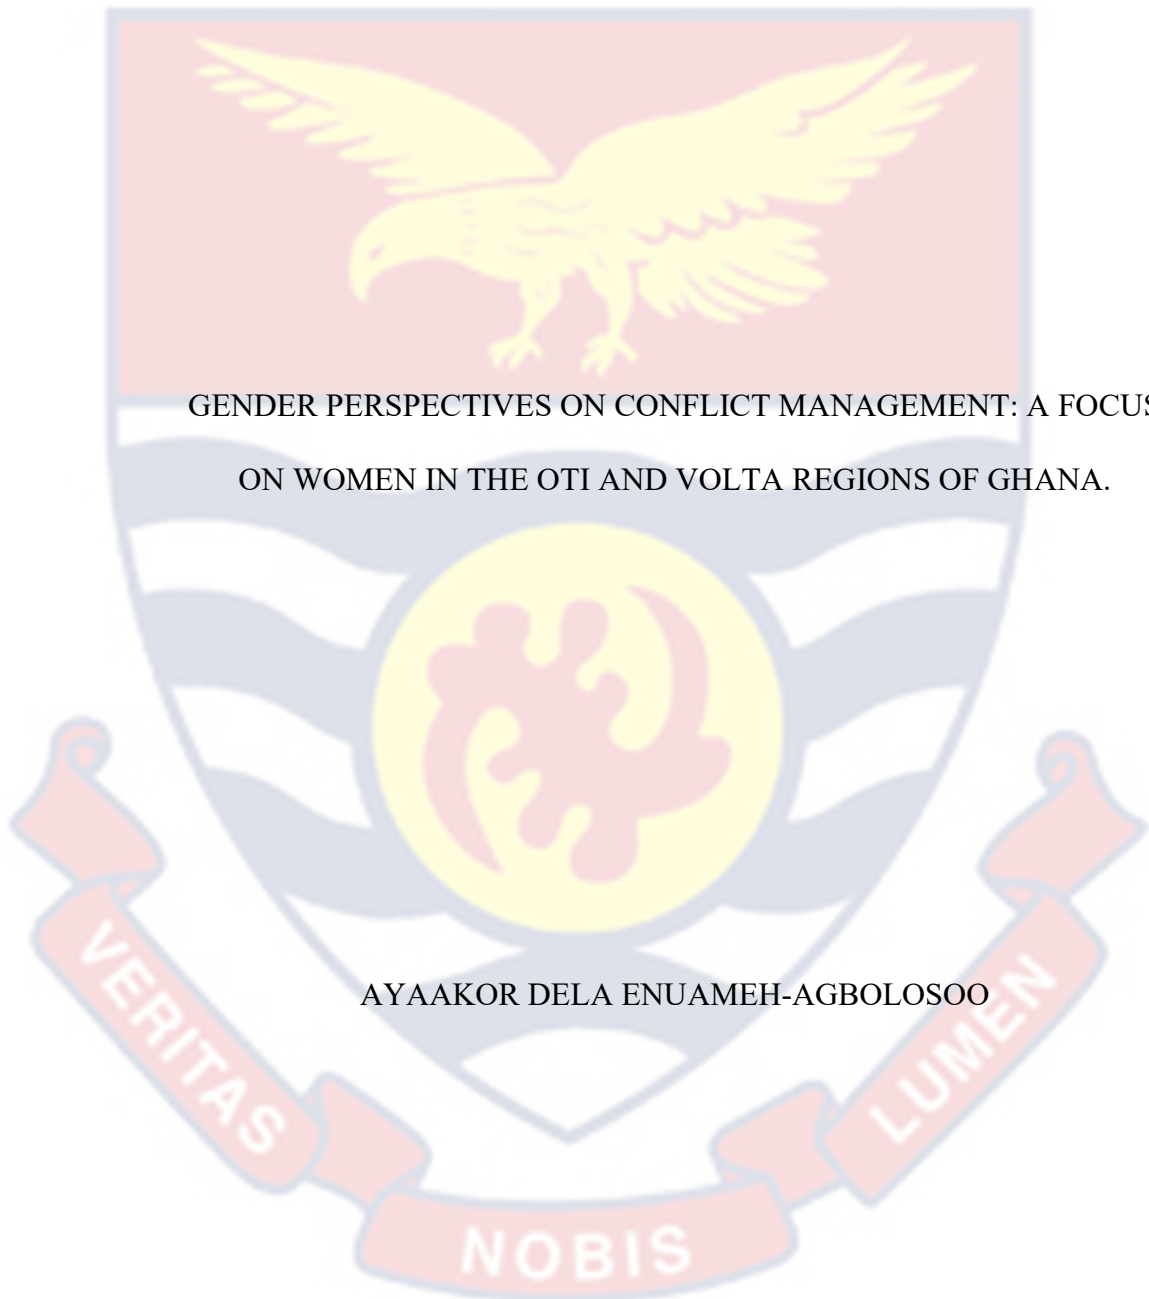 GENDER PERSPECTIVES ON CONFLICT MANAGEMENT: A FOCUS
ON WOMEN IN THE OTI AND VOLTA REGIONS OF GHANA.
AYAAKOR DELA ENUAMEH-AGBOLOSOO
VERITAS
NOBIS
LUMEN